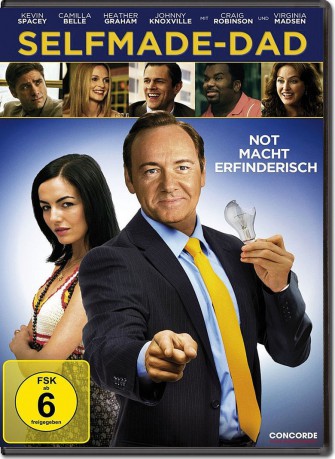 KEVIN SPACEY CAMILLA BELLE HEATHER GRAHAM JOHNNY KNOXVILLE MIT CRAIG ROBINSON UND VIRGINIA MADSEN
SELFMADE-DAD
NOT
MACHT
ERFINDERISCH
FSK
ab
6
freigegeben
CONCORDE